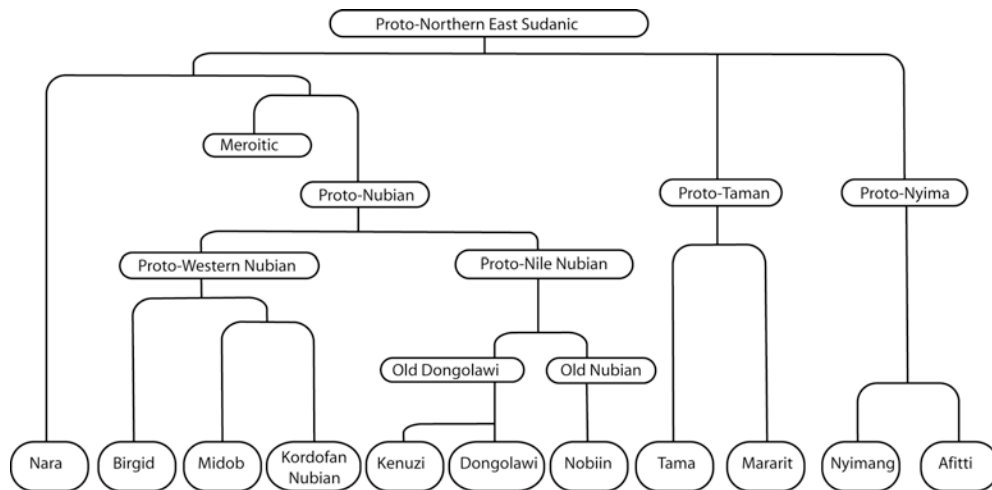 Proto-Northern East Sudanic
Meroitic
Proto-Nubian
Proto-Taman
Proto-Nyima
Proto-Western Nubian
Proto-Nile Nubian
Old Dongolawi
Old Nubian
Nara
Birgid
Midob
Kordofan
Nubian
Kenuzi
Dongolawi
Nobiin
Tama
Mararit
Nyimang
Afitti